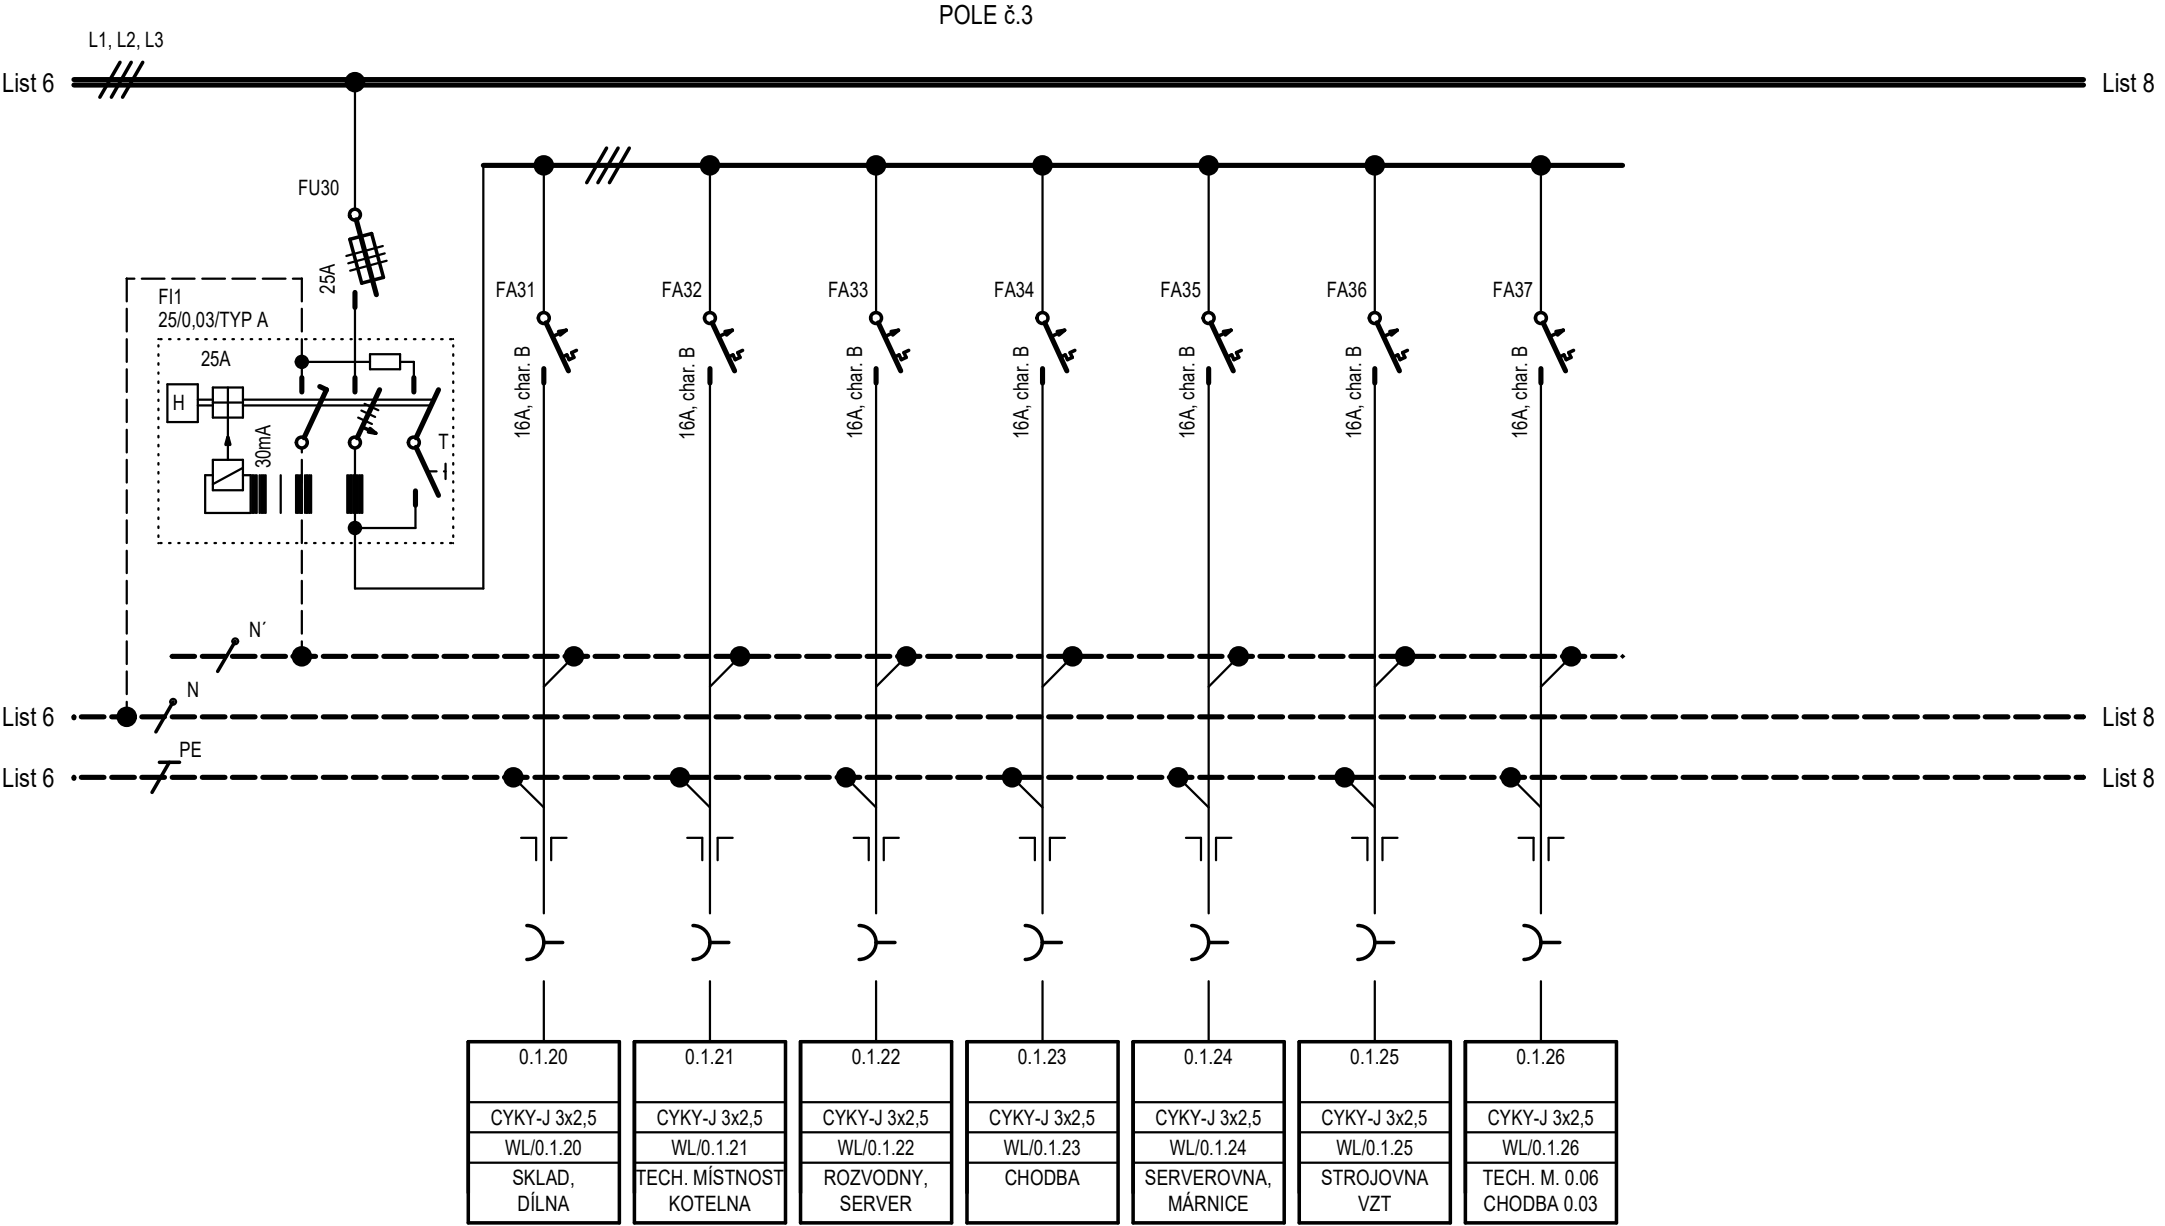 POLE č.3
L1, L2, L3
List 6
List 8
FU30
25A
FI1
25/0,03/TYP A
25A
H
30mA
T
FA31
FA32
FA33
FA34
FA35
FA36
FA37
16A, char. B
16A, char. B
16A, char. B
16A, char. B
16A, char. B
16A, char. B
16A, char. B
N´
N
List 6
List 8
PE
List 6
List 8
0.1.20
CYKY-J 3x2,5
WL/0.1.20
SKLAD,
DÍLNA
0.1.21
CYKY-J 3x2,5
WL/0.1.21
TECH. MÍSTNOST
KOTELNA
0.1.22
CYKY-J 3x2,5
WL/0.1.22
ROZVODNY,
SERVER
0.1.23
CYKY-J 3x2,5
WL/0.1.23
CHODBA
0.1.24
CYKY-J 3x2,5
WL/0.1.24
SERVEROVNA,
MÁRNICE
0.1.25
CYKY-J 3x2,5
WL/0.1.25
STROJOVNA
VZT
0.1.26
CYKY-J 3x2,5
WL/0.1.26
TECH. M. 0.06
CHODBA 0.03